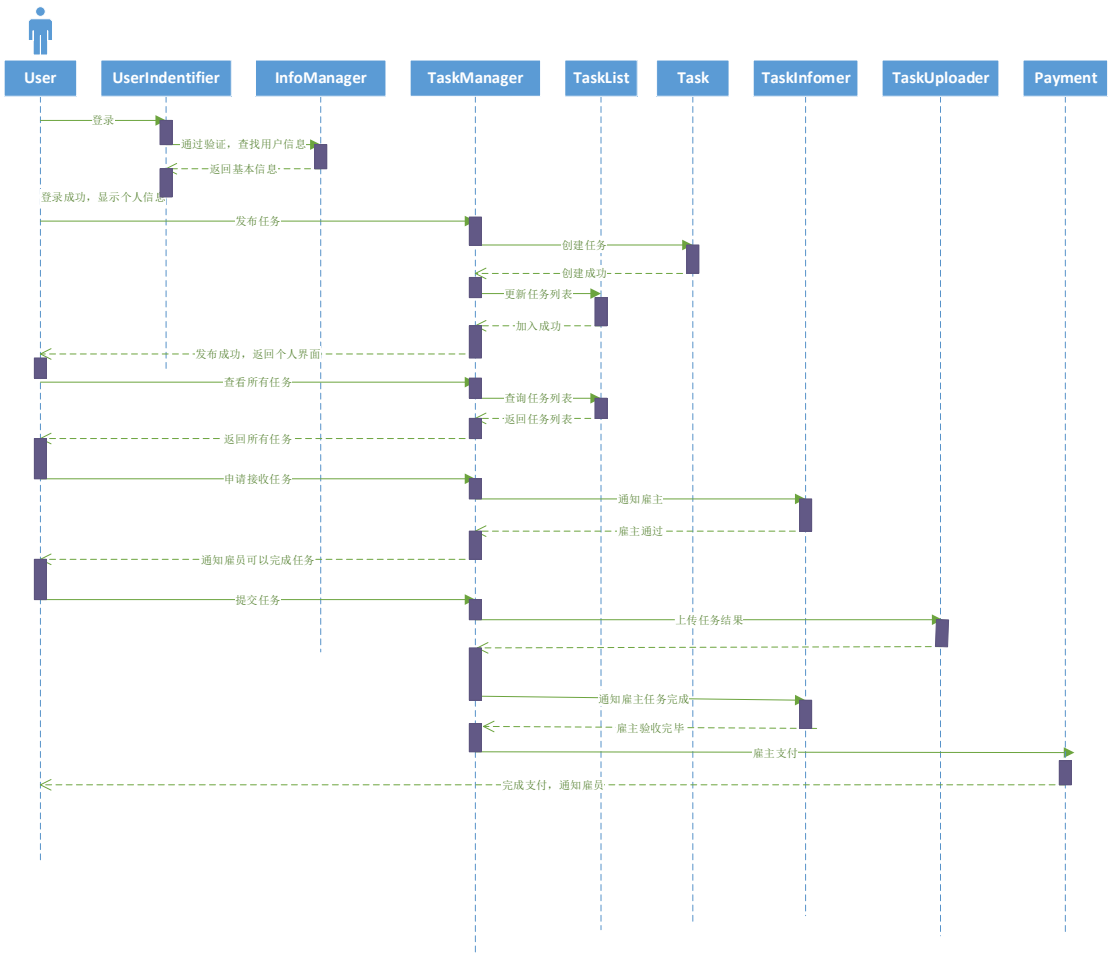 User
UserIndentifier
InfoManager
TaskManager
TaskList
Task
TaskInfomer
TaskUploader
Payment
登录
通过验证，查找用户信息
返回基本信息
登录成功，显示个人信息
发布任务
创建任务
创建成功
更新任务列表
加入成功
发布成功，返回个人界面
查看所有任务
查询任务列表
返回任务列表
返回所有任务
申请接收任务
通知雇主
雇主通过
通知雇员可以完成任务
提交任务
上传任务结果
通知雇主任务完成
雇主验收完毕
雇主支付
完成支付，通知雇员